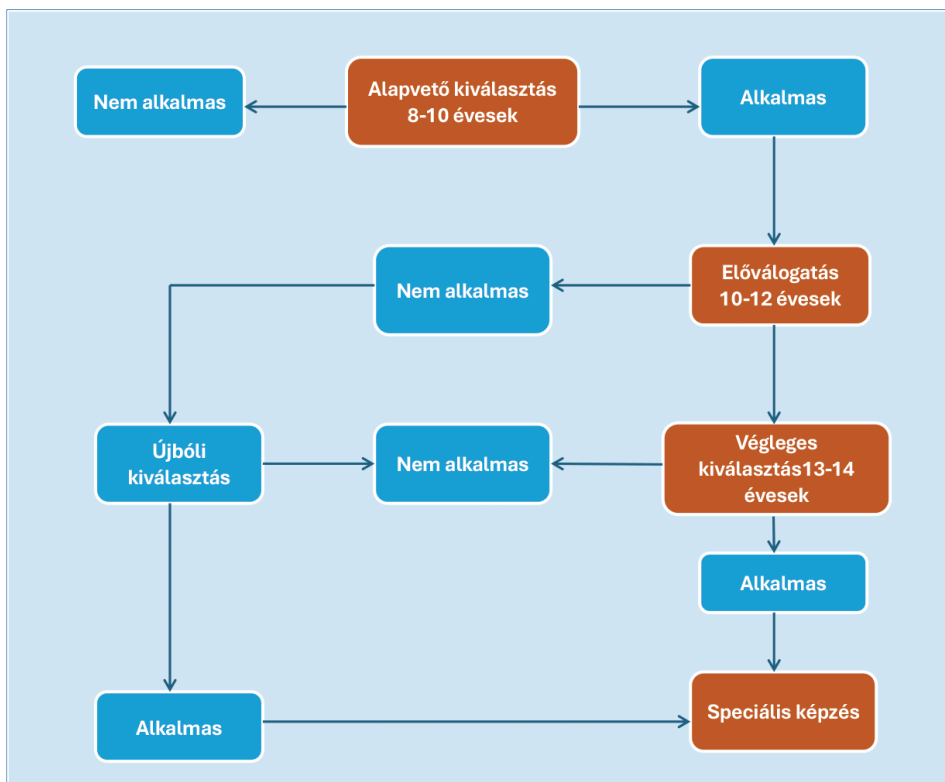 Nem alkalmas
Alapvető kiválasztás
8-10 évesek
Alkalmas
Nem alkalmas
Előválogatás
10-12 évesek
Újbóli
kiválasztás
Nem alkalmas
Végleges
kiválasztás13-14
évesek
Alkalmas
Alkalmas
Speciális képzés